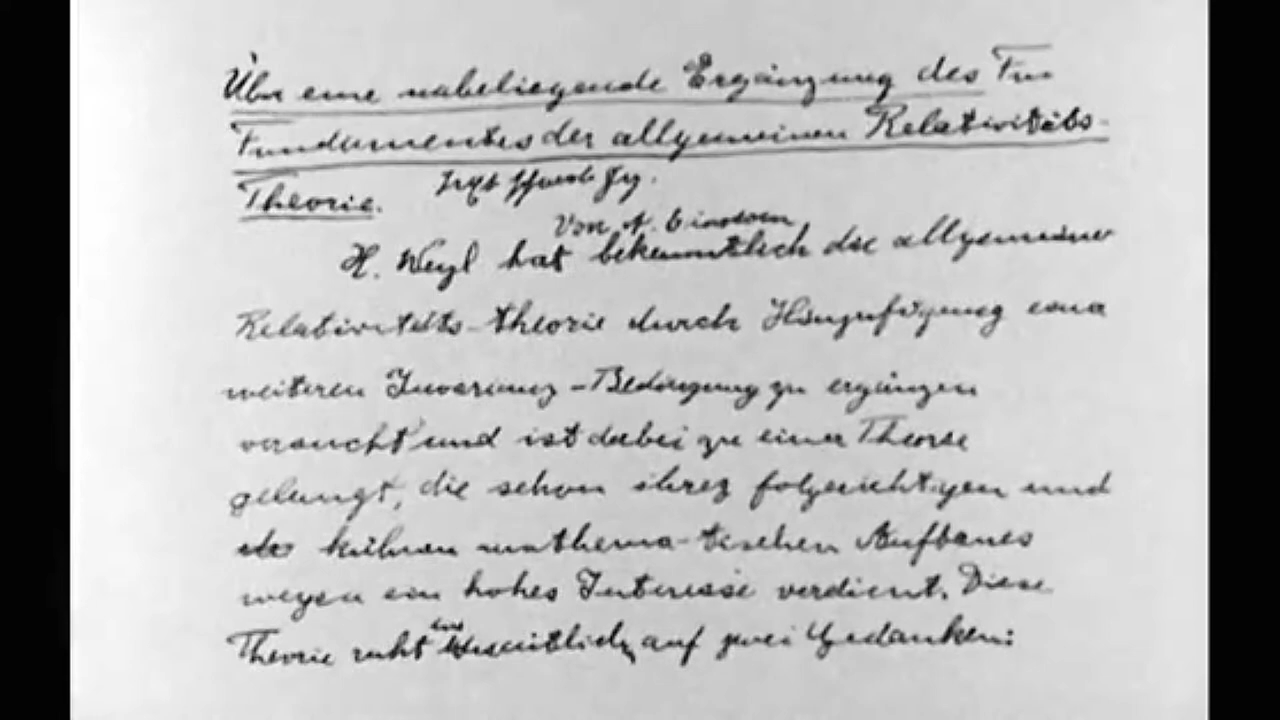 Über eine naheliegende Ergänzung des Fun
Fundamentes der allgemeinen Relativitäts-
Theorie.
Von A. Einstein
H. Weyl hat bekanntlich die allgemeine
Relativitäts-theorie durch Hinzufügung einer
weiteren Invarianz-Bedingung zu ergänzen
versucht und ist dabei zu einer Theorie
gelangt, die schon ihres folgerichtigen und
des kühnen mathema-tischen Aufbaues
wegen ein hohes Interesse verdient. Diese
Theorie ruht im Wesentlichen auf zwei Gedanken: